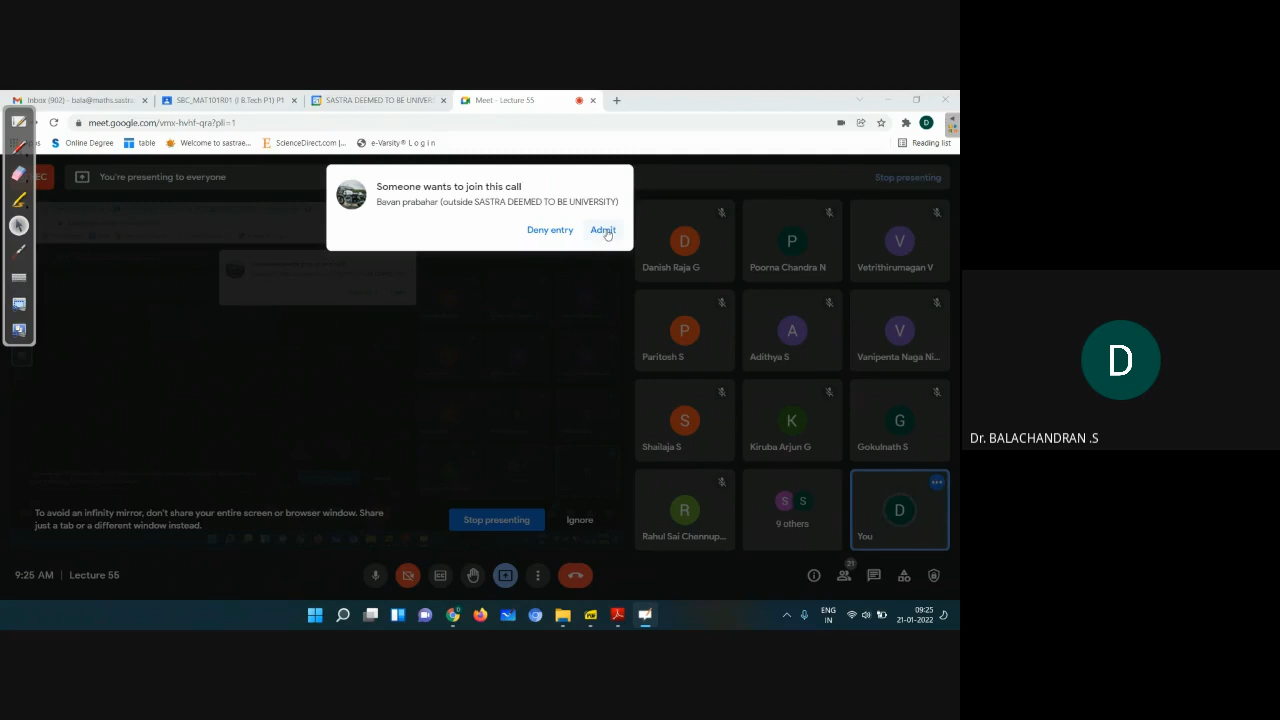 Inbox (902) - bala@maths.sastra.
SBC_MAT101R01 (I B.Tech P1) P1
SASTRA DEEMED TO BE UNIVER
Meet - Lecture 55
meet.google.com/vmx-hvhf-qra?pli=1
Online Degree
table
Welcome to sastrae...
ScienceDirect.com |...
e-Varsity® L o g i n
Reading list
EC
You're presenting to everyone
Stop presenting
Someone wants to join this call
Bavan prabahar (outside SASTRA DEEMED TO BE UNIVERSITY)
Deny entry
Admit
D
Danish Raja G
P
Poorna Chandra N
V
Vetrithirumagan V
P
Paritosh S
A
Adithya S
V
Vanipenta Naga Ni...
S
Shailaja S
K
Kiruba Arjun G
G
Gokulnath S
R
Rahul Sai Chennup...
S S
9 others
D
You
To avoid an infinity mirror, don't share your entire screen or browser window. Share
just a tab or a different window instead.
Stop presenting
Ignore
9:25 AM | Lecture 55
21
ENG
IN
09:25
21-01-2022
D
Dr. BALACHANDRAN .S